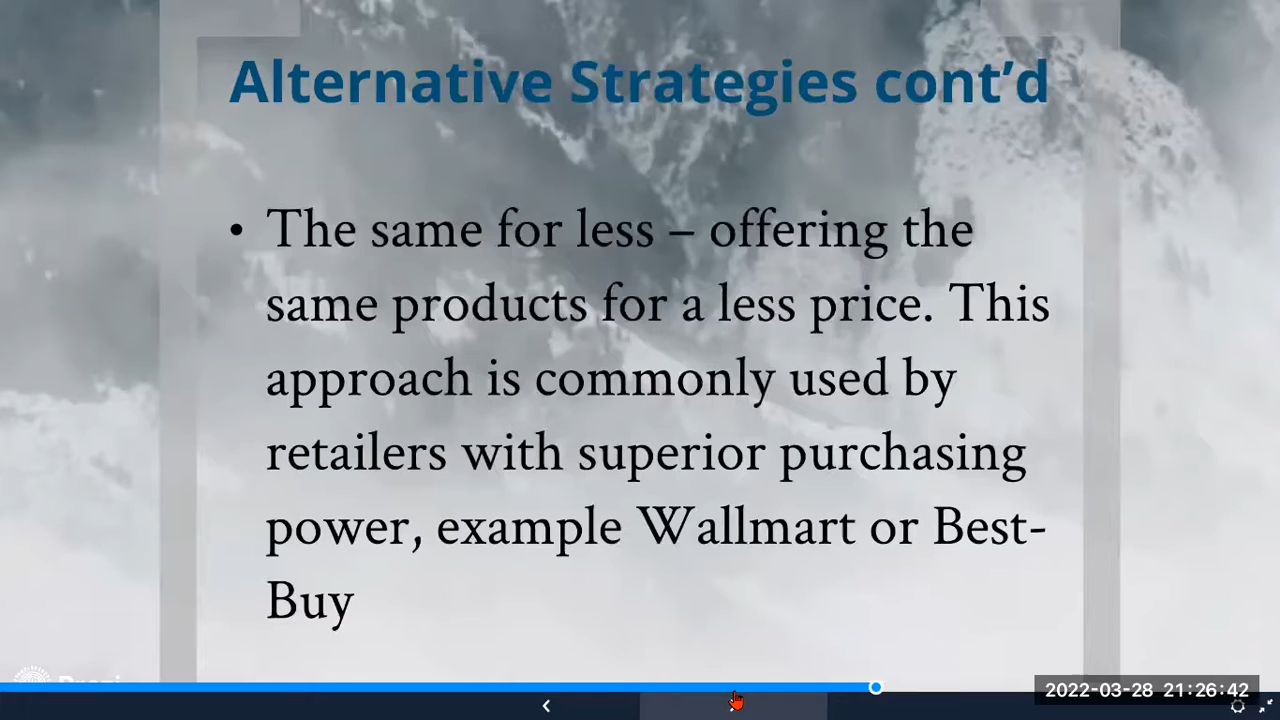 Alternative Strategies cont’d
• The same for less – offering the
same products for a less price. This
approach is commonly used by
retailers with superior purchasing
power, example Wallmart or Best-
Buy
2022-03-28 21:26:42